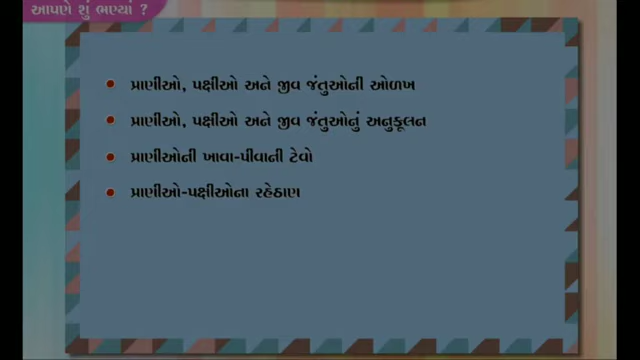 આપણે શું ભણ્યાં ?
પ્રાણીઓ, પક્ષીઓ અને જીવ જંતુઓની ઓળખ
પ્રાણીઓ, પક્ષીઓ અને જીવ જંતુઓનું અનુકૂલન
પ્રાણીઓની ખાવા-પીવાની ટેવો
પ્રાણીઓ-પક્ષીઓના રહેઠાણ